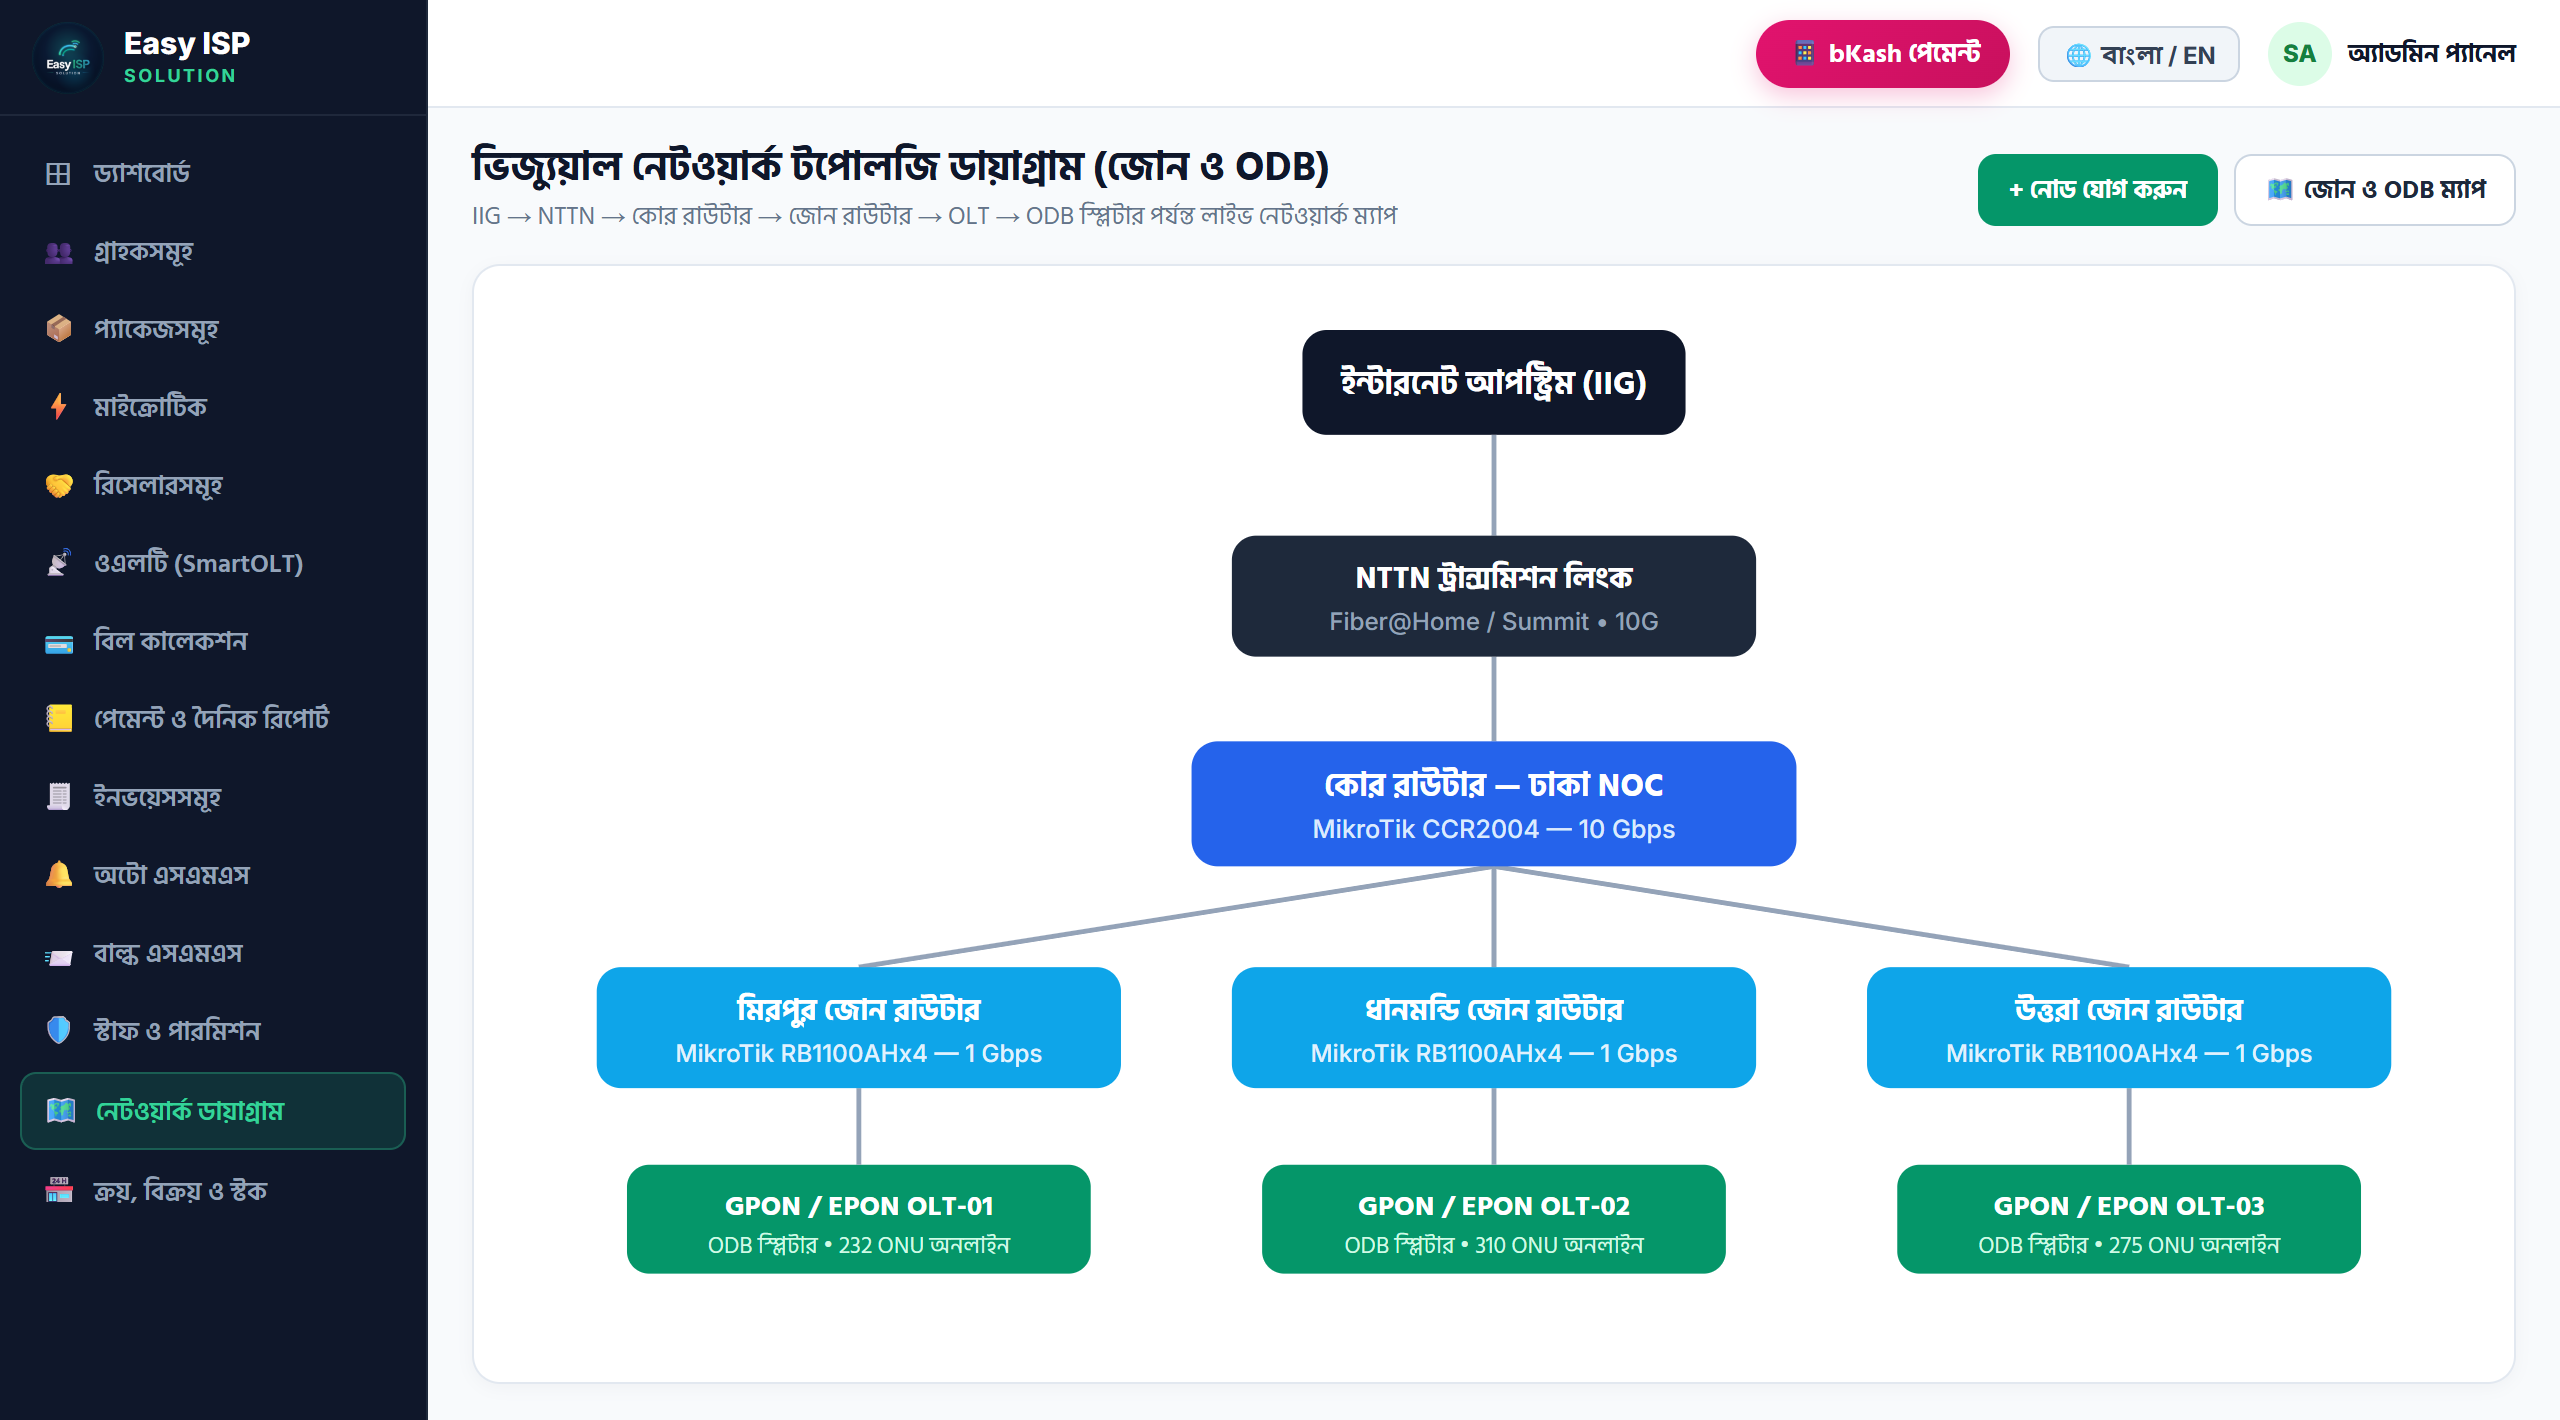 Easy ISP
SOLUTION
Easy ISP
SOLUTION
ড্যাশবোর্ড
গ্রাহকসমূহ
প্যাকেজসমূহ
মাইক্রোটিক
রিসেলারসমূহ
ওএলটি (SmartOLT)
বিল কালেকশন
পেমেন্ট ও দৈনিক রিপোর্ট
ইনভয়েসসমূহ
অটো এসএমএস
বাল্ক এসএমএস
স্টাফ ও পারমিশন
নেটওয়ার্ক ডায়াগ্রাম
ক্রয়, বিক্রয় ও স্টক
bKash পেমেন্ট
বাংলা / EN
SA অ্যাডমিন প্যানেল
ভিজ্যুয়াল নেটওয়ার্ক টপোলজি ডায়াগ্রাম (জোন ও ODB)
IIG → NTTN → কোর রাউটার → জোন রাউটার → OLT → ODB স্প্লিটার পর্যন্ত লাইভ নেটওয়ার্ক ম্যাপ
+ নোড যোগ করুন
জোন ও ODB ম্যাপ
ইন্টারনেট আপস্ট্রিম (IIG)
NTTN ট্রান্সমিশন লিংক
Fiber@Home / Summit • 10G
কোর রাউটার — ঢাকা NOC
MikroTik CCR2004 — 10 Gbps
মিরপুর জোন রাউটার
MikroTik RB1100AHx4 — 1 Gbps
ধানমন্ডি জোন রাউটার
MikroTik RB1100AHx4 — 1 Gbps
উত্তরা জোন রাউটার
MikroTik RB1100AHx4 — 1 Gbps
GPON / EPON OLT-01
ODB স্প্লিটার • 232 ONU অনলাইন
GPON / EPON OLT-02
ODB স্প্লিটার • 310 ONU অনলাইন
GPON / EPON OLT-03
ODB স্প্লিটার • 275 ONU অনলাইন